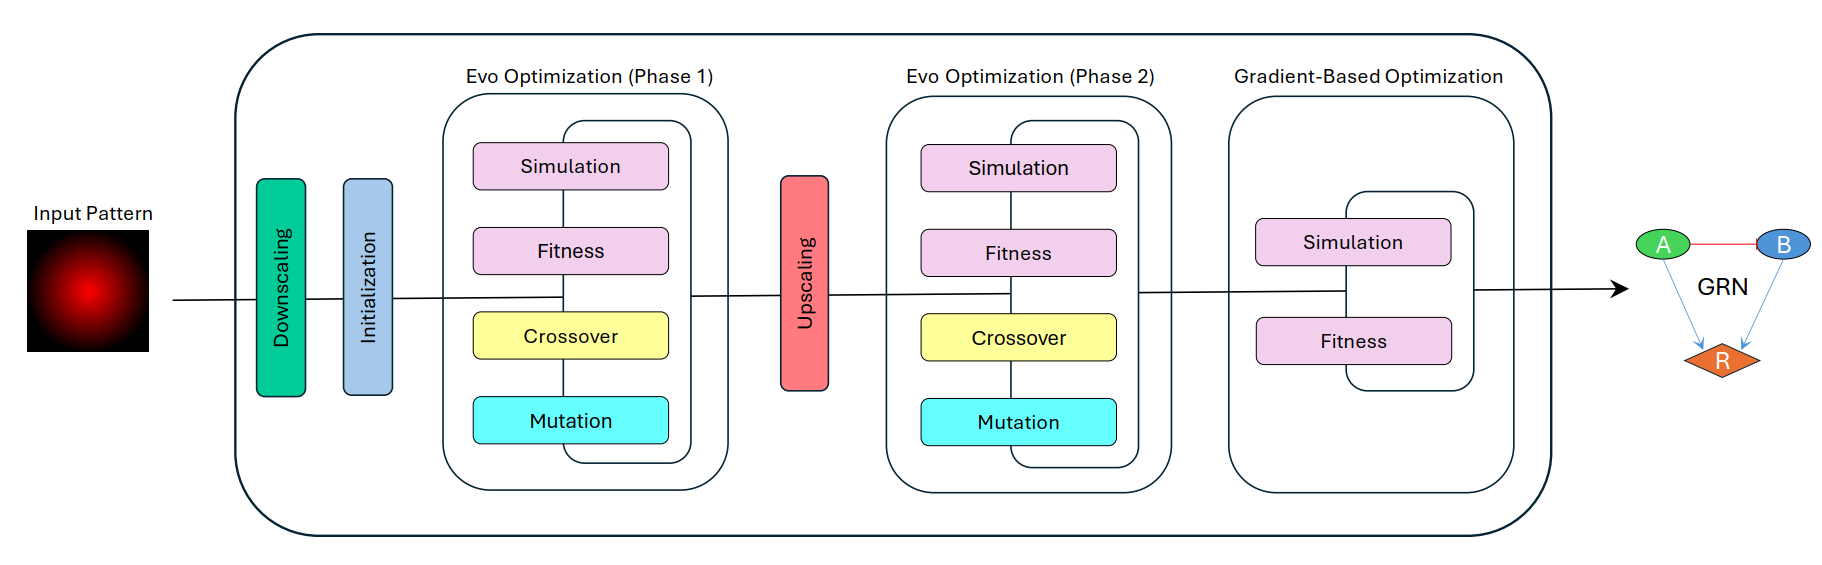 Input Pattern
Downscaling
Initialization
Evo Optimization (Phase 1)
Simulation
Fitness
Crossover
Mutation
Upscaling
Evo Optimization (Phase 2)
Simulation
Fitness
Crossover
Mutation
Gradient-Based Optimization
Simulation
Fitness
A
B
GRN
R